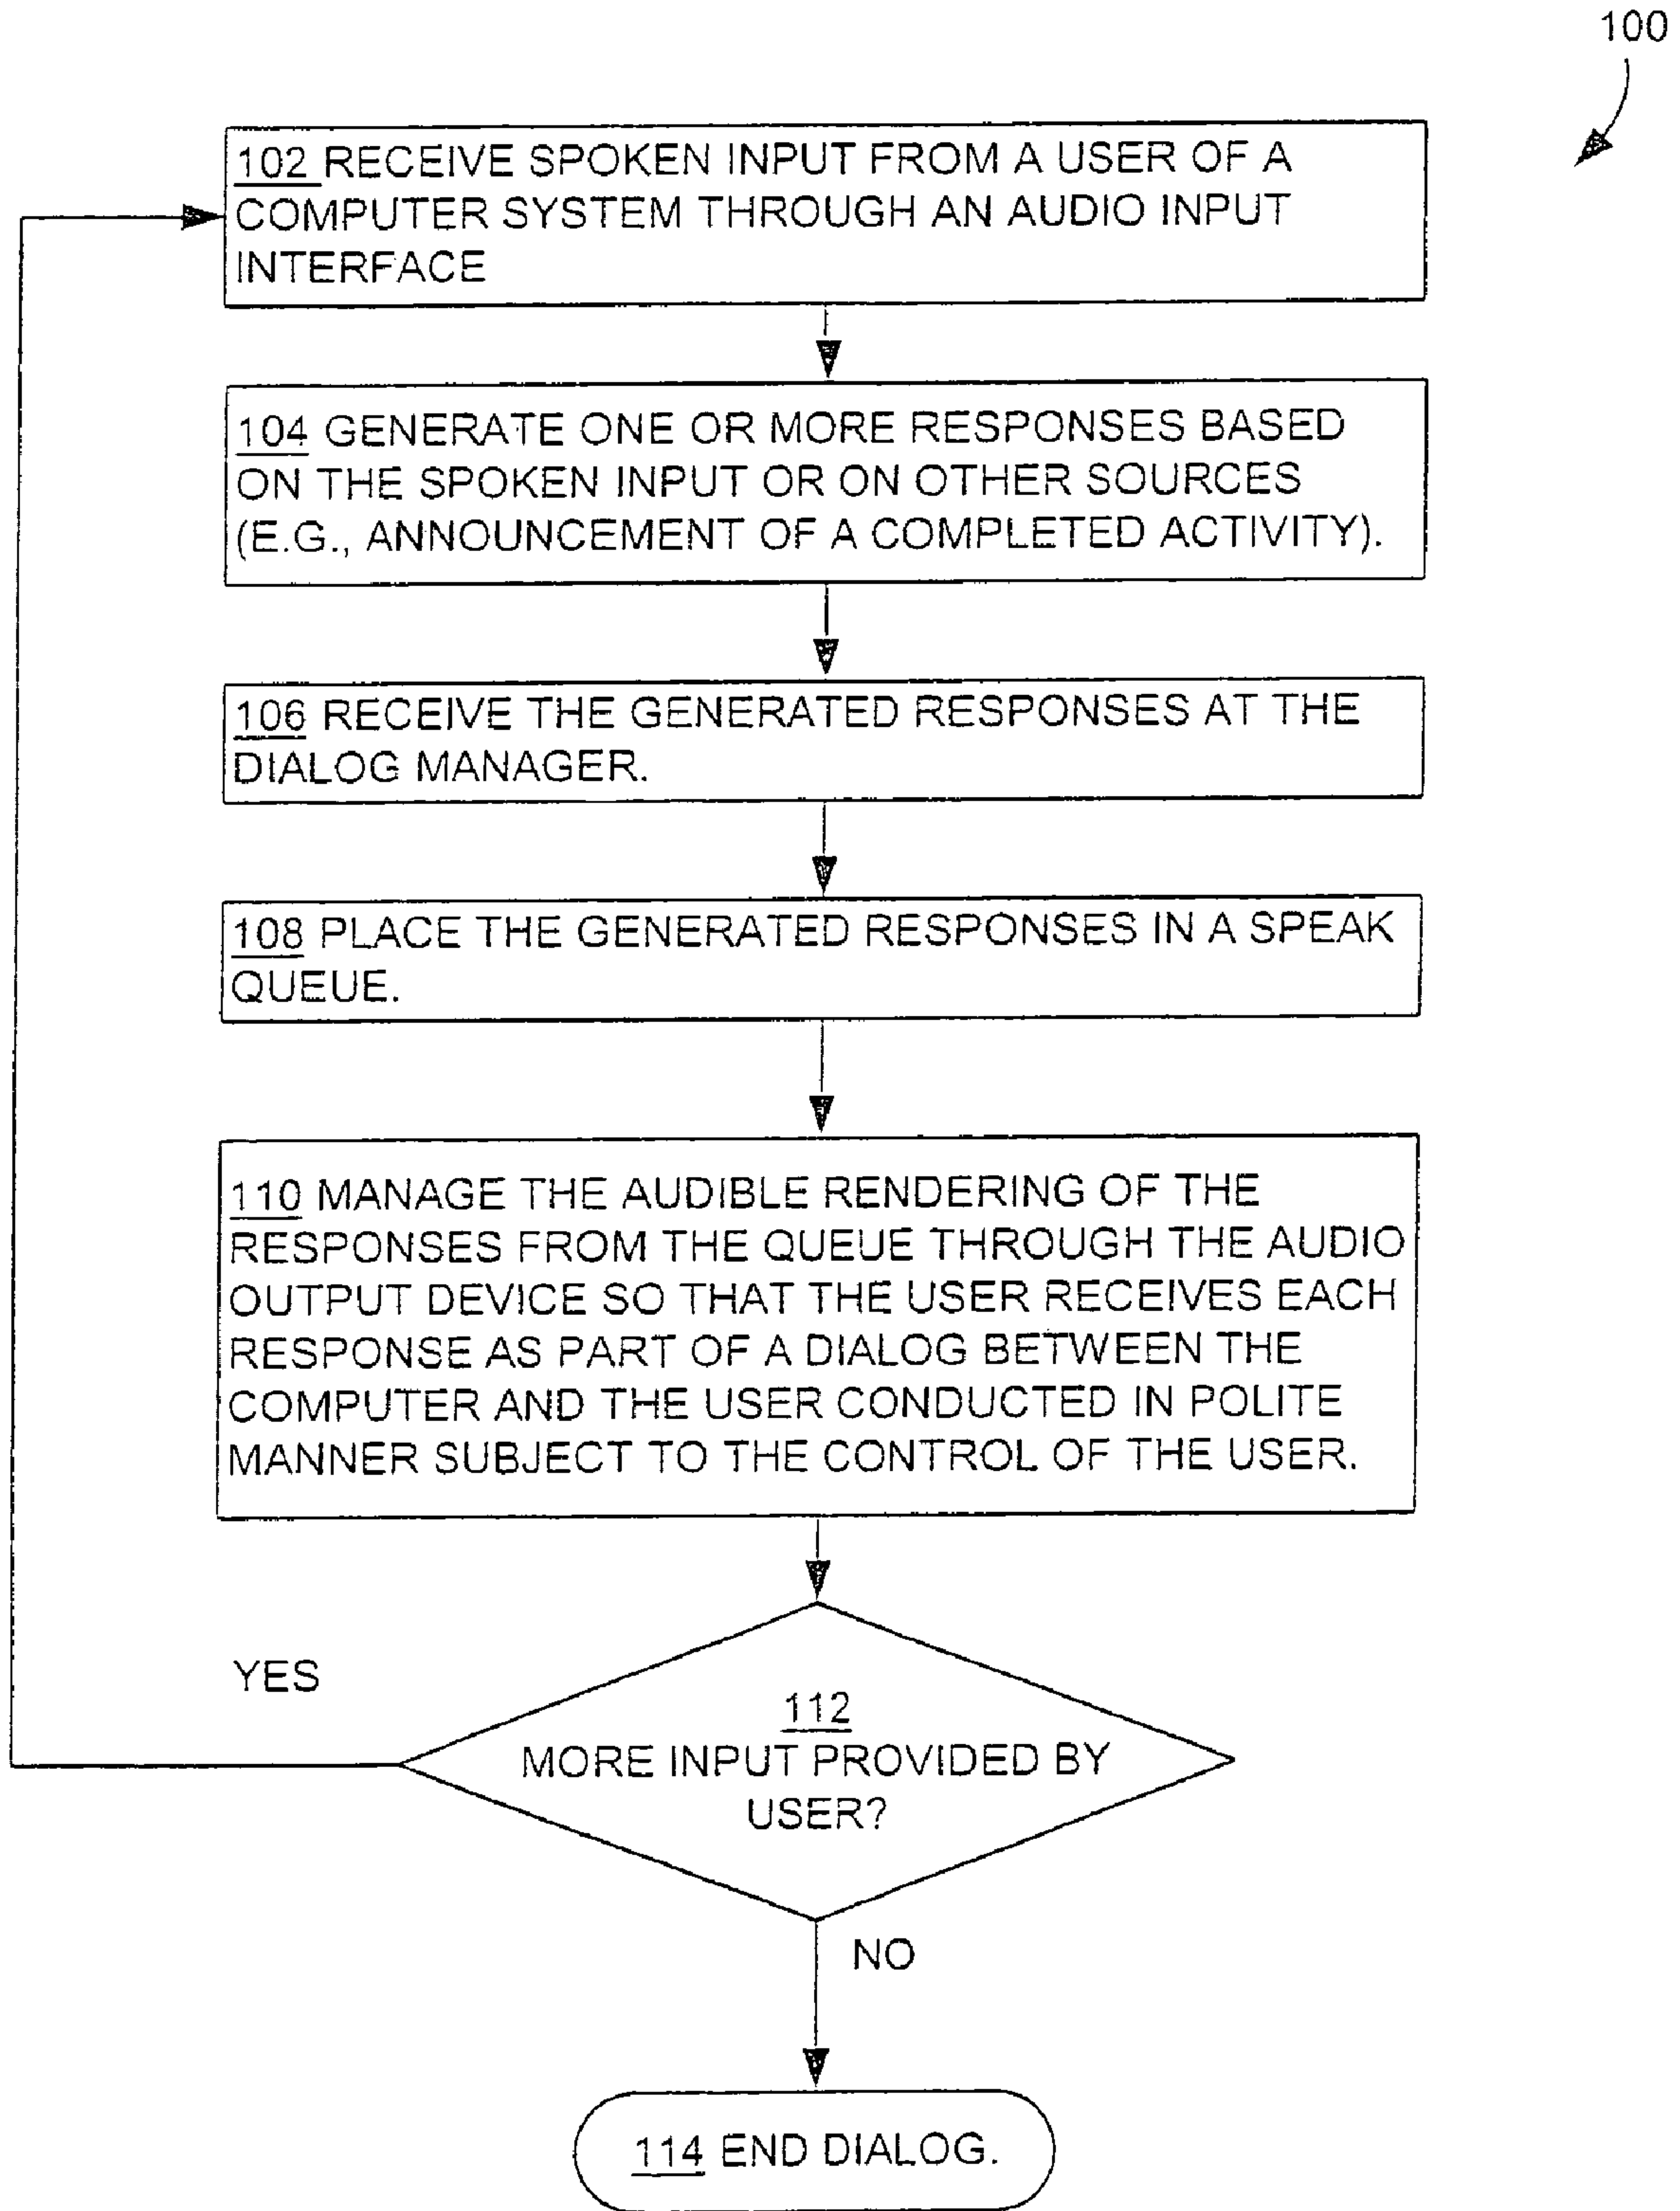 100
102 RECEIVE SPOKEN INPUT FROM A USER OF A
COMPUTER SYSTEM THROUGH AN AUDIO INPUT
INTERFACE
104 GENERATE ONE OR MORE RESPONSES BASED
ON THE SPOKEN INPUT OR ON OTHER SOURCES
(E.G., ANNOUNCEMENT OF A COMPLETED ACTIVITY).
106 RECEIVE THE GENERATED RESPONSES AT THE
DIALOG MANAGER.
108 PLACE THE GENERATED RESPONSES IN A SPEAK
QUEUE.
110 MANAGE THE AUDIBLE RENDERING OF THE
RESPONSES FROM THE QUEUE THROUGH THE AUDIO
OUTPUT DEVICE SO THAT THE USER RECEIVES EACH
RESPONSE AS PART OF A DIALOG BETWEEN THE
COMPUTER AND THE USER CONDUCTED IN POLITE
MANNER SUBJECT TO THE CONTROL OF THE USER.
YES
112
MORE INPUT PROVIDED BY
USER?
NO
114 END DIALOG.